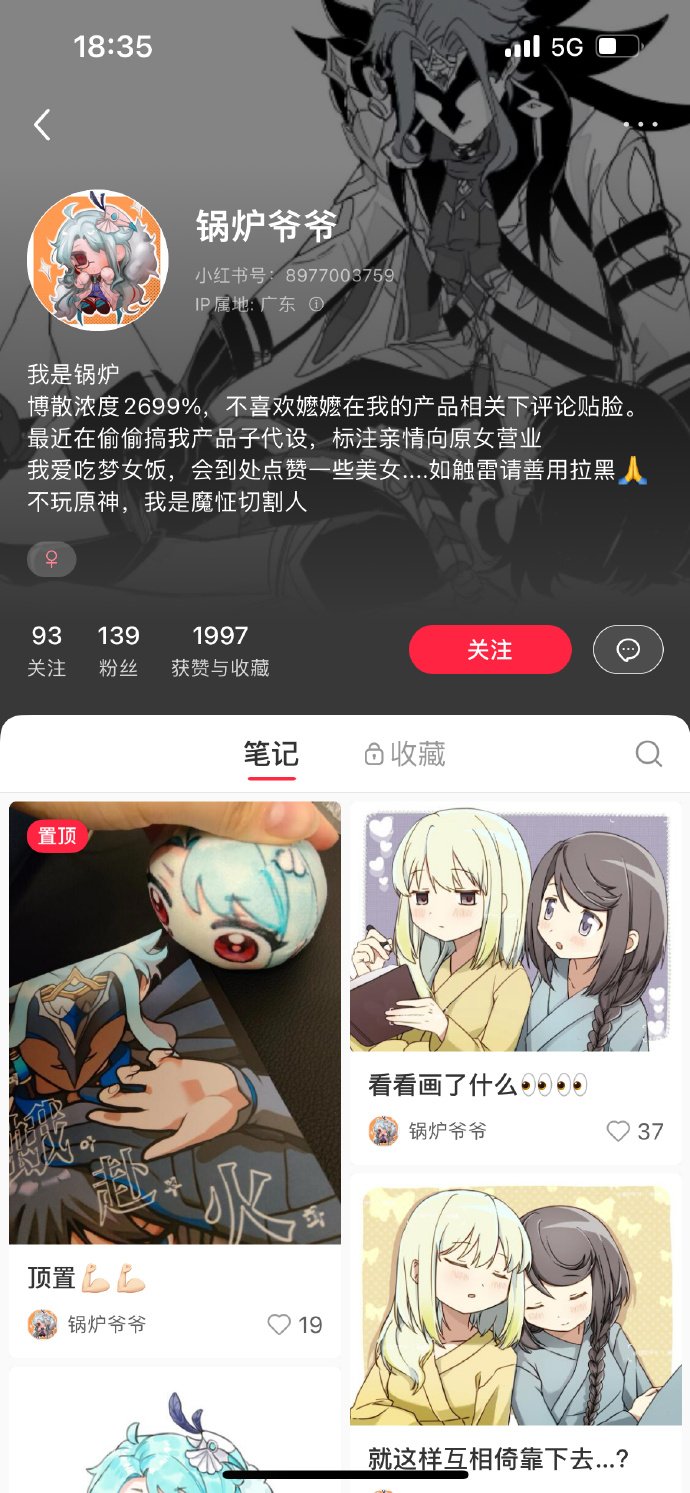 18:35
5G
锅炉爷爷
小红书号：8977003759
IP属地: 广东
我是锅炉
博散浓度2699%，不喜欢嬷嬷在我的产品相关下评论贴脸。
最近在偷偷搞我产品子代设，标注亲情向原女营业
我爱吃梦女饭，会到处点赞一些美女....如触雷请善用拉黑🙏
不玩原神，我是魔怔切割人
♀
93
139
1997
关注
粉丝
获赞与收藏
关注
笔记
收藏
置顶
蛾
赴
火
顶置💪🏻💪🏻
锅炉爷爷
19
看看画了什么👀👀
锅炉爷爷
37
就这样互相倚靠下去...?